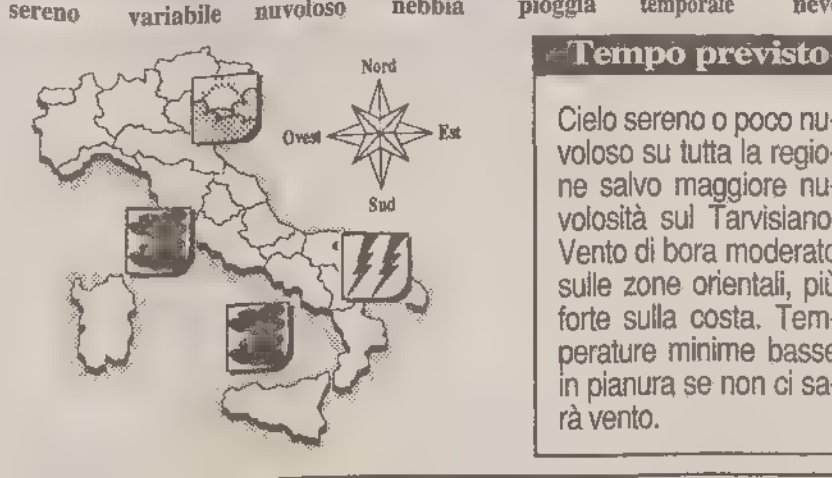 sereno variabile nuvoloso nebbia pioggia temporale neve
Nord
Ovest Est
Sud
Tempo previsto
Cielo sereno o poco nu-
voloso su tutta la regio-
ne salvo maggiore nu-
volosità sul Tarvisiano.
Vento di bora moderato
sulle zone orientali, più
forte sulla costa. Tem-
perature minime basse
in pianura se non ci sa-
rà vento.